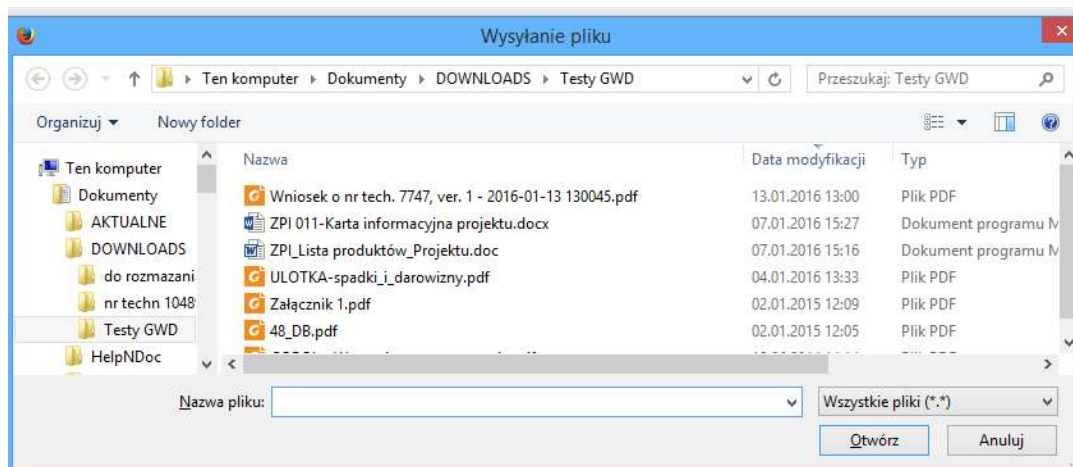 Wysyłanie pliku
Ten komputer Dokumenty DOWNLOADS Testy GWD Przeszukaj: Testy GWD
Organizuj Nowy folder
Ten komputer
Dokumenty
AKTUALNE
DOWNLOADS
do rozmazani
nr techn 1048
Testy GWD
HelpNDoc
Nazwa Data modyfikacji Typ
Wniosek o nr tech. 7747, ver. 1 - 2016-01-13 130045.pdf 13.01.2016 13:00 Plik PDF
ZPI 011-Karta informacyjna projektu.docx 07.01.2016 15:27 Dokument programu M
ZPI_Lista produktów_Projektu.doc 07.01.2016 15:16 Dokument programu M
ULOTKA-spadki_i_darowizny.pdf 04.01.2016 13:33 Plik PDF
Załącznik 1.pdf 02.01.2015 12:09 Plik PDF
48_DB.pdf 02.01.2015 12:05 Plik PDF
Nazwa pliku: Wszystkie pliki (*.*)
Otwórz Anuluj